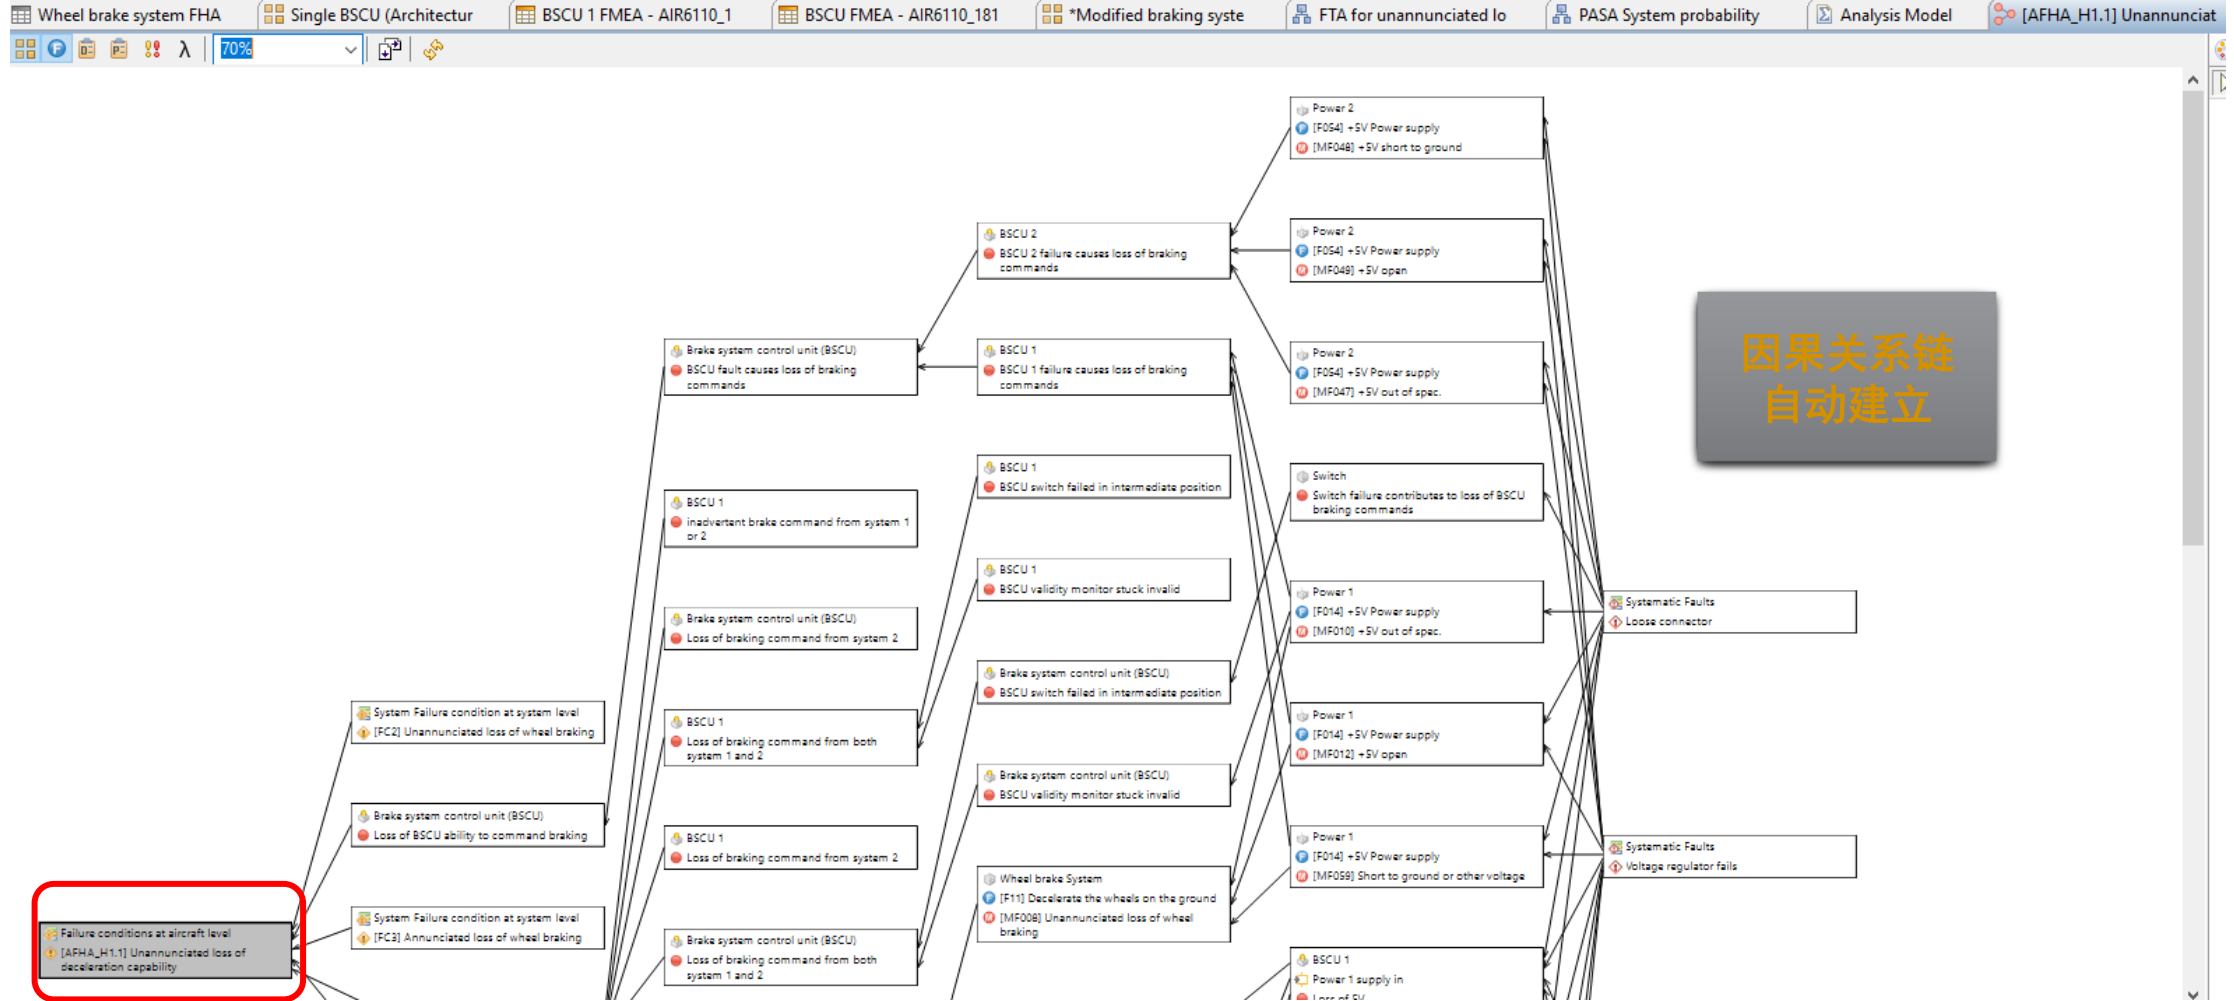 Wheel brake system FHA
Single BSCU (Architectur
BSCU 1 FMEA - AIR6110_1
BSCU FMEA - AIR6110_181
*Modified braking syste
FTA for unannunciated lo
PASA System probability
Analysis Model
[AFHA_H1.1] Unannunciat
70%
Power 2
[F054] +5V Power supply
[MF048] +5V short to ground
BSCU 2
BSCU 2 failure causes loss of braking
commands
Power 2
[F054] +5V Power supply
[MF049] +5V open
Brake system control unit (BSCU)
BSCU fault causes loss of braking
commands
BSCU 1
BSCU 1 failure causes loss of braking
commands
Power 2
[F054] +5V Power supply
[MF047] +5V out of spec.
因果关系链
自动建立
BSCU 1
inadvertent brake command from system 1
or 2
BSCU 1
BSCU switch failed in intermediate position
Switch
Switch failure contributes to loss of BSCU
braking commands
BSCU 1
BSCU validity monitor stuck invalid
Power 1
[F014] +5V Power supply
[MF010] +5V out of spec.
Systematic Faults
Loose connector
Brake system control unit (BSCU)
Loss of braking command from system 2
Brake system control unit (BSCU)
BSCU switch failed in intermediate position
System Failure condition at system level
[FC2] Unannunciated loss of wheel braking
BSCU 1
Loss of braking command from both
system 1 and 2
Power 1
[F014] +5V Power supply
[MF012] +5V open
Brake system control unit (BSCU)
Loss of BSCU ability to command braking
Brake system control unit (BSCU)
BSCU validity monitor stuck invalid
BSCU 1
Loss of braking command from system 2
Power 1
[F014] +5V Power supply
[MF059] Short to ground or other voltage
Systematic Faults
Voltage regulator fails
Failure conditions at aircraft level
[AFHA_H1.1] Unannunciated loss of
deceleration capability
System Failure condition at system level
[FC3] Annunciated loss of wheel braking
Brake system control unit (BSCU)
Loss of braking command from both
system 1 and 2
Wheel brake System
[F11] Decelerate the wheels on the ground
[MF008] Unannunciated loss of wheel
braking
BSCU 1
Power 1 supply in
Loss of 5V